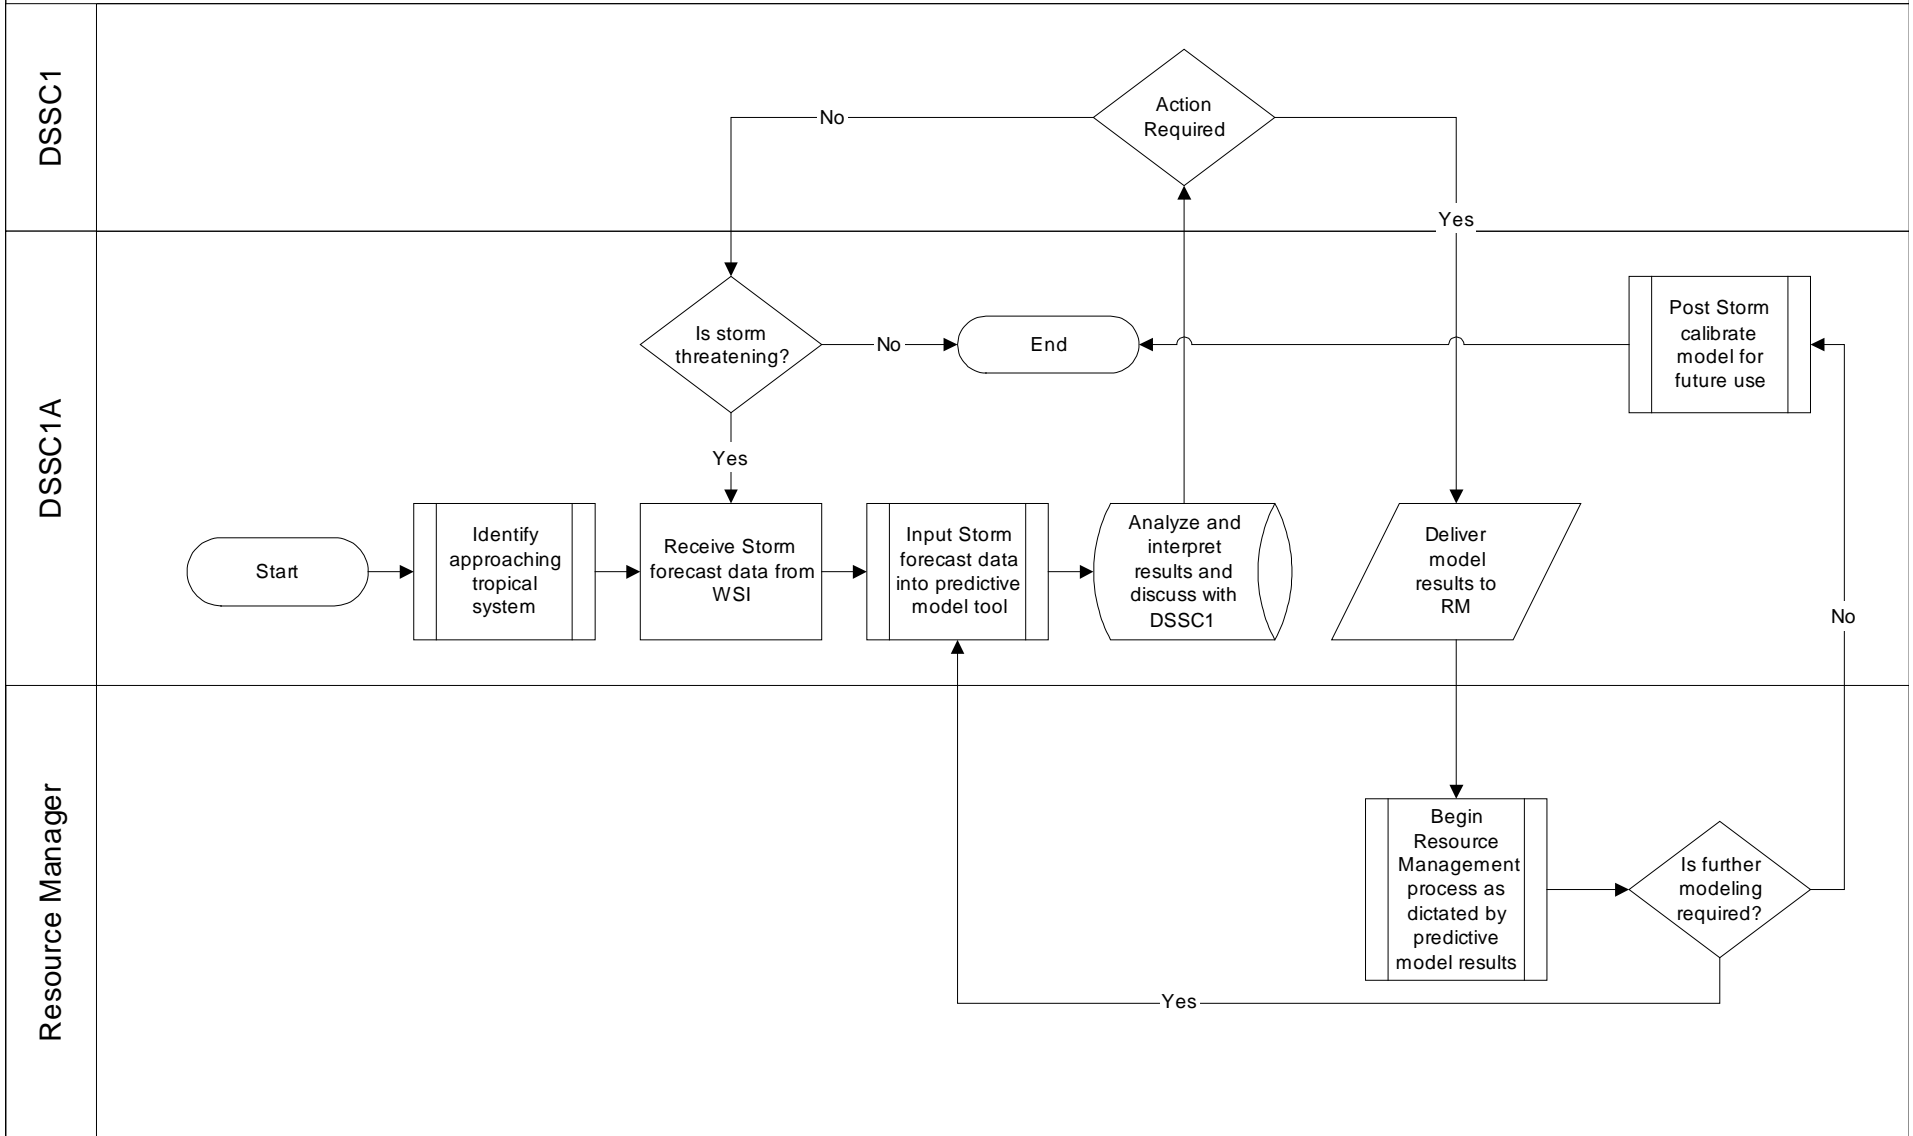 DSSC1
Action
Required
No
Yes
DSSC1A
Is storm
threatening?
No
End
Post Storm
calibrate
model for
future use
Yes
Start
Identify
approaching
tropical
system
Receive Storm
forecast data from
WSI
Input Storm
forecast data
into predictive
model tool
Analyze and
interpret
results and
discuss with
DSSC1
Deliver
model
results to
RM
No
Resource Manager
Begin
Resource
Management
process as
dictated by
predictive
model results
Is further
modeling
required?
Yes